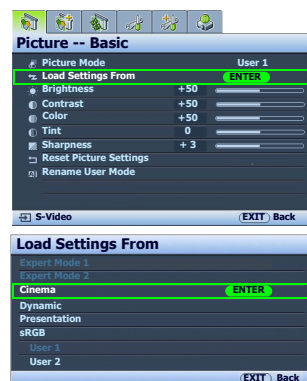 Picture -- Basic
Picture Mode User 1
Load Settings From ENTER
Brightness +50
Contrast +50
Color +50
Tint 0
Sharpness + 3
Reset Picture Settings
Rename User Mode
S-Video EXIT Back
Load Settings From
Expert Mode 1
Expert Mode 2
Cinema ENTER
Dynamic
Presentation
sRGB
User 1
User 2
EXIT Back